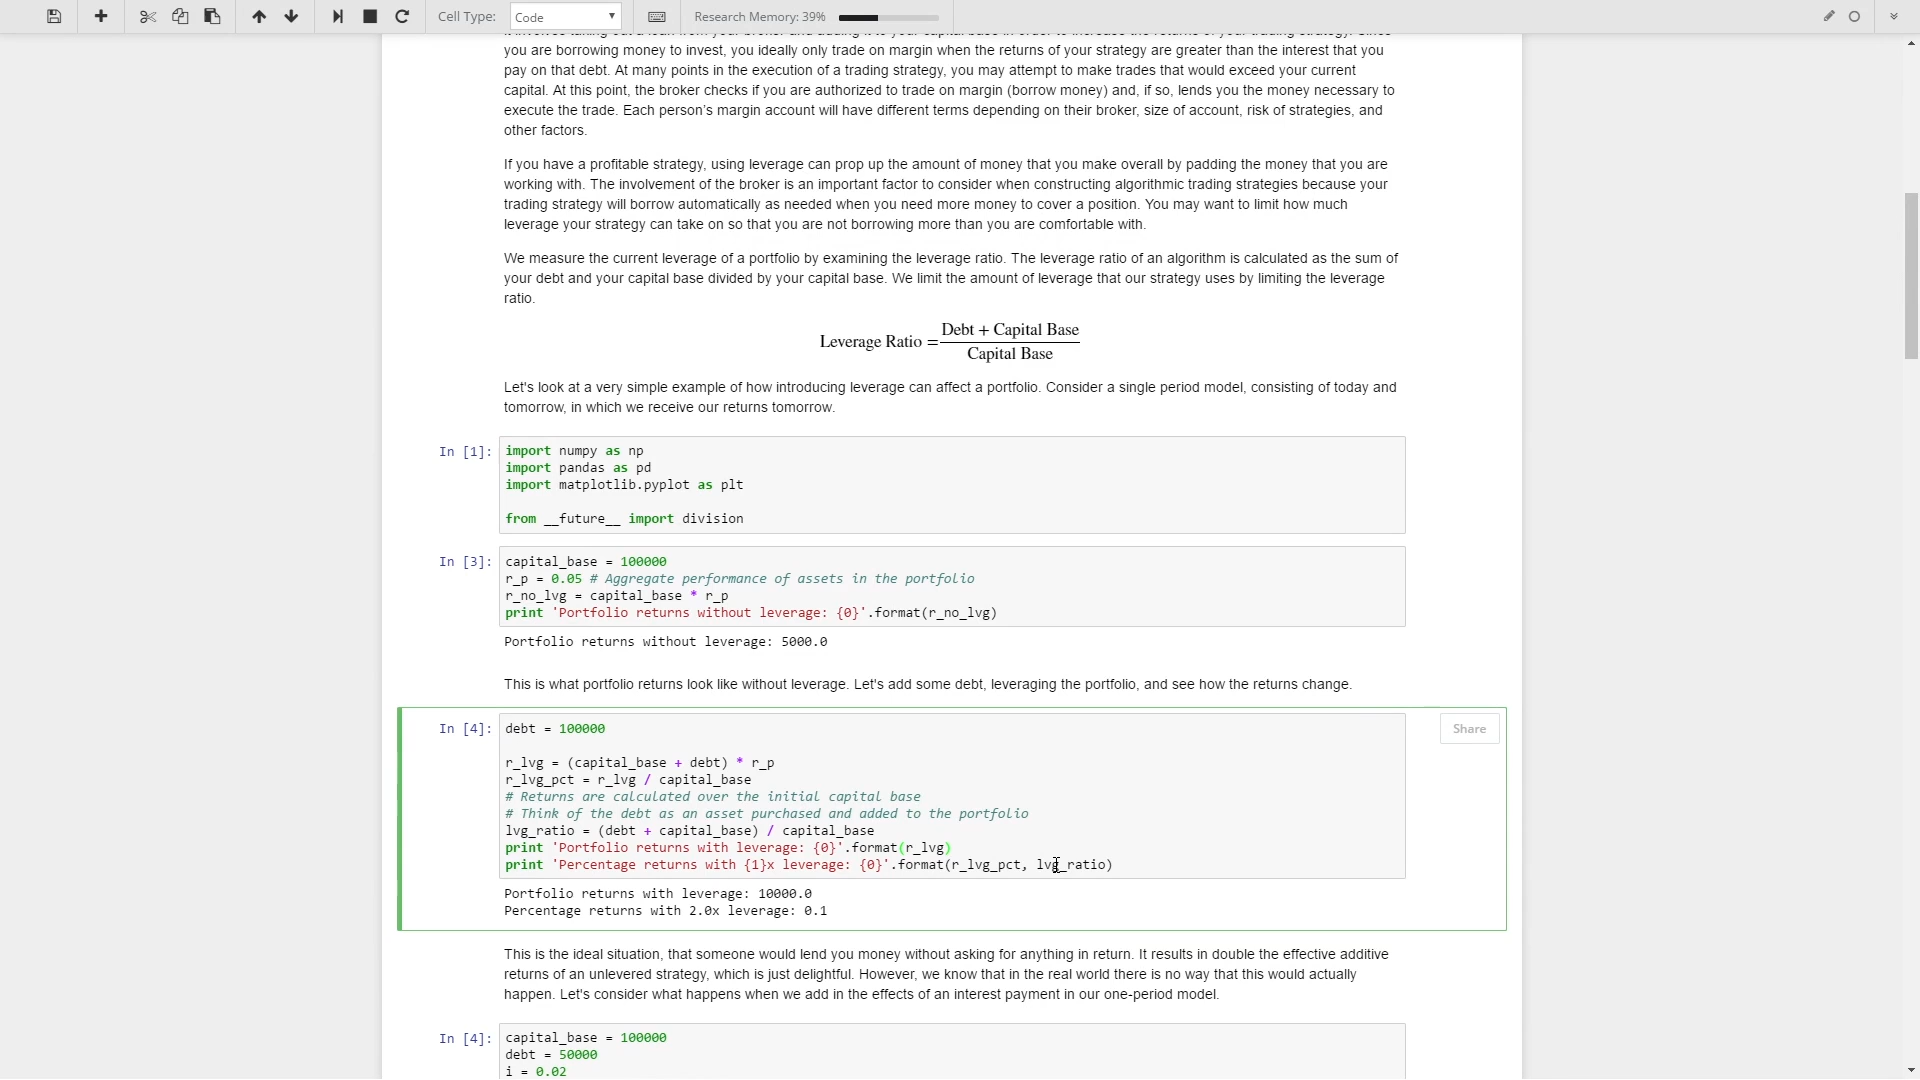 Cell Type: Code Research Memory: 39%
you are borrowing money to invest, you ideally only trade on margin when the returns of your strategy are greater than the interest that you
pay on that debt. At many points in the execution of a trading strategy, you may attempt to make trades that would exceed your current
capital. At this point, the broker checks if you are authorized to trade on margin (borrow money) and, if so, lends you the money necessary to
execute the trade. Each person's margin account will have different terms depending on their broker, size of account, risk of strategies, and
other factors.
If you have a profitable strategy, using leverage can prop up the amount of money that you make overall by padding the money that you are
working with. The involvement of the broker is an important factor to consider when constructing algorithmic trading strategies because your
trading strategy will borrow automatically as needed when you need more money to cover a position. You may want to limit how much
leverage your strategy can take on so that you are not borrowing more than you are comfortable with.
We measure the current leverage of a portfolio by examining the leverage ratio. The leverage ratio of an algorithm is calculated as the sum of
your debt and your capital base divided by your capital base. We limit the amount of leverage that our strategy uses by limiting the leverage
ratio.
Debt + Capital Base
Leverage Ratio =
Capital Base
Let's look at a very simple example of how introducing leverage can affect a portfolio. Consider a single period model, consisting of today and
tomorrow, in which we receive our returns tomorrow.
In [1]: import numpy as np
import pandas as pd
import matplotlib.pyplot as plt
from __future__ import division
In [3]: capital_base = 100000
r_p = 0.05 # Aggregate performance of assets in the portfolio
r_no_lvg = capital_base * r_p
print 'Portfolio returns without leverage: {0}'.format(r_no_lvg)
Portfolio returns without leverage: 5000.0
This is what portfolio returns look like without leverage. Let's add some debt, leveraging the portfolio, and see how the returns change.
In [4]: debt = 100000 Share
r_lvg = (capital_base + debt) * r_p
r_lvg_pct = r_lvg / capital_base
# Returns are calculated over the initial capital base
# Think of the debt as an asset purchased and added to the portfolio
lvg_ratio = (debt + capital_base) / capital_base
print 'Portfolio returns with leverage: {0}'.format(r_lvg)
print 'Percentage returns with {1}x leverage: {0}'.format(r_lvg_pct, lvg_ratio)
Portfolio returns with leverage: 10000.0
Percentage returns with 2.0x leverage: 0.1
This is the ideal situation, that someone would lend you money without asking for anything in return. It results in double the effective additive
returns of an unlevered strategy, which is just delightful. However, we know that in the real world there is no way that this would actually
happen. Let's consider what happens when we add in the effects of an interest payment in our one-period model.
In [4]: capital_base = 100000
debt = 50000
i = 0.02